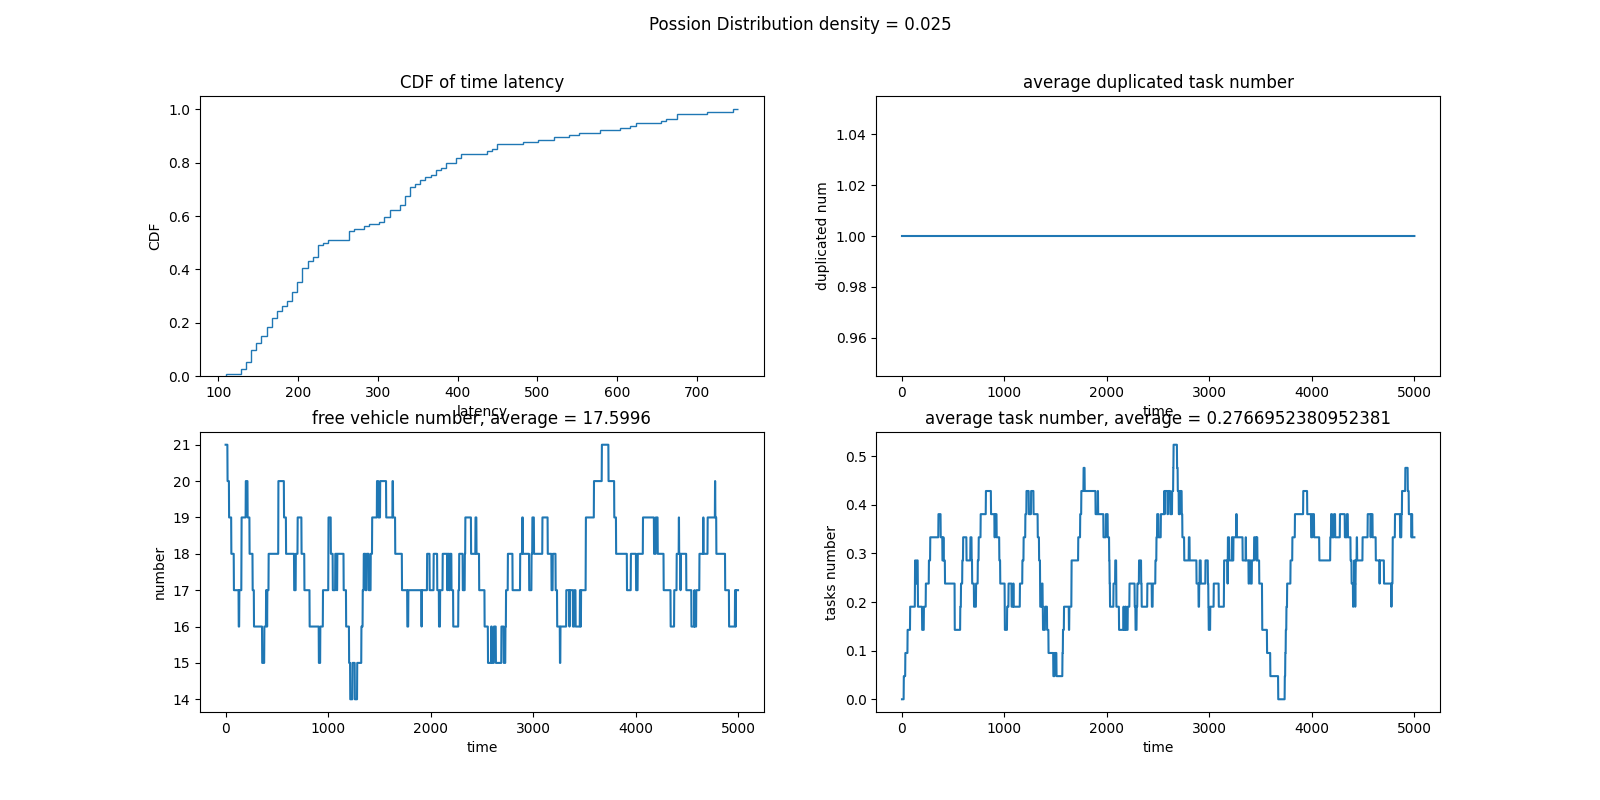 Possion Distribution density = 0.025
CDF of time latency
1.0
0.8
0.6
0.4
0.2
0.0
CDF
100 200 300 400 500 600 700
latency
average duplicated task number
1.04
1.02
1.00
0.98
0.96
duplicated num
0 1000 2000 3000 4000 5000
time
free vehicle number, average = 17.5996
21
20
19
18
17
16
15
14
number
0 1000 2000 3000 4000 5000
time
average task number, average = 0.2766952380952381
0.5
0.4
0.3
0.2
0.1
0.0
tasks number
0 1000 2000 3000 4000 5000
time